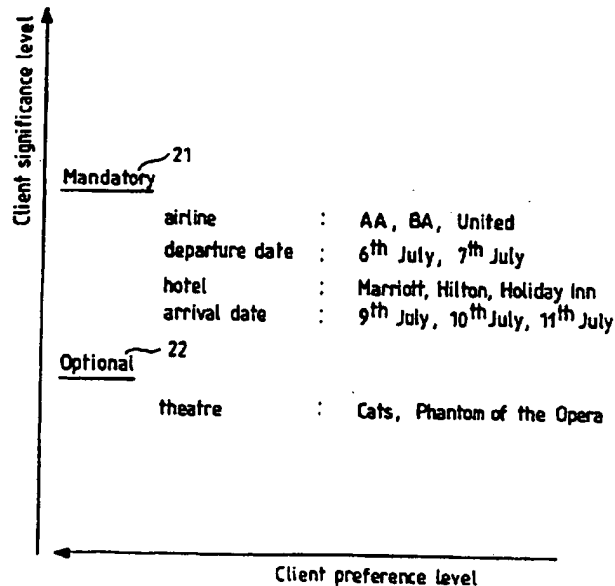 Client significance level
21
Mandatory
airline : AA, BA, United
departure date : 6th July, 7th July
hotel : Marriott, Hilton, Holiday Inn
arrival date : 9th July, 10th July, 11th July
22
Optional
theatre : Cats, Phantom of the Opera
Client preference level